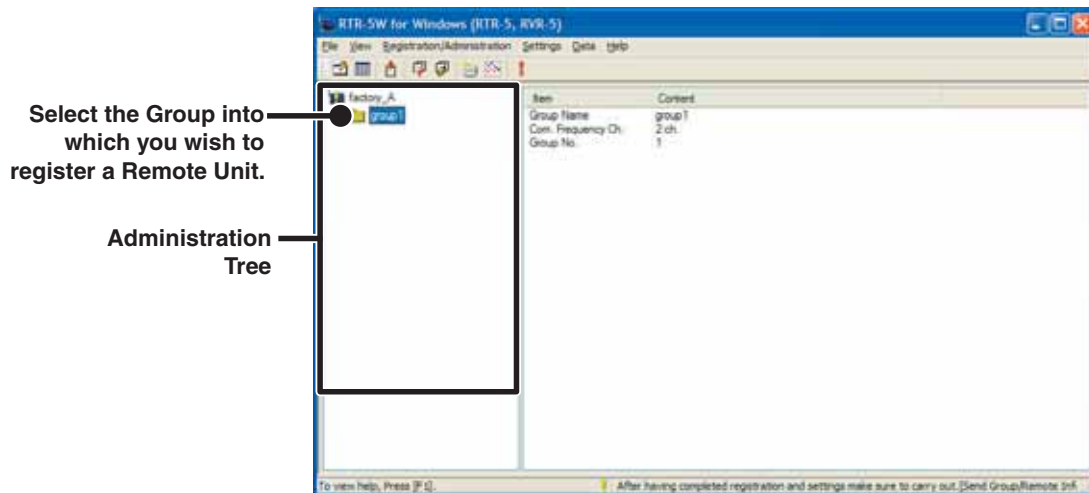 RTR-5W for Windows (RTR-5, RVR-5)
File View Registration/Administration Settings Data Help
factory_A
group1
Item Content
Group Name group1
Com. Frequency Ch. 2 ch.
Group No. 1
Select the Group into
which you wish to
register a Remote Unit.
Administration
Tree
To view help, Press [F1].
After having completed registration and settings make sure to carry out.[Send Group/Remote Inf